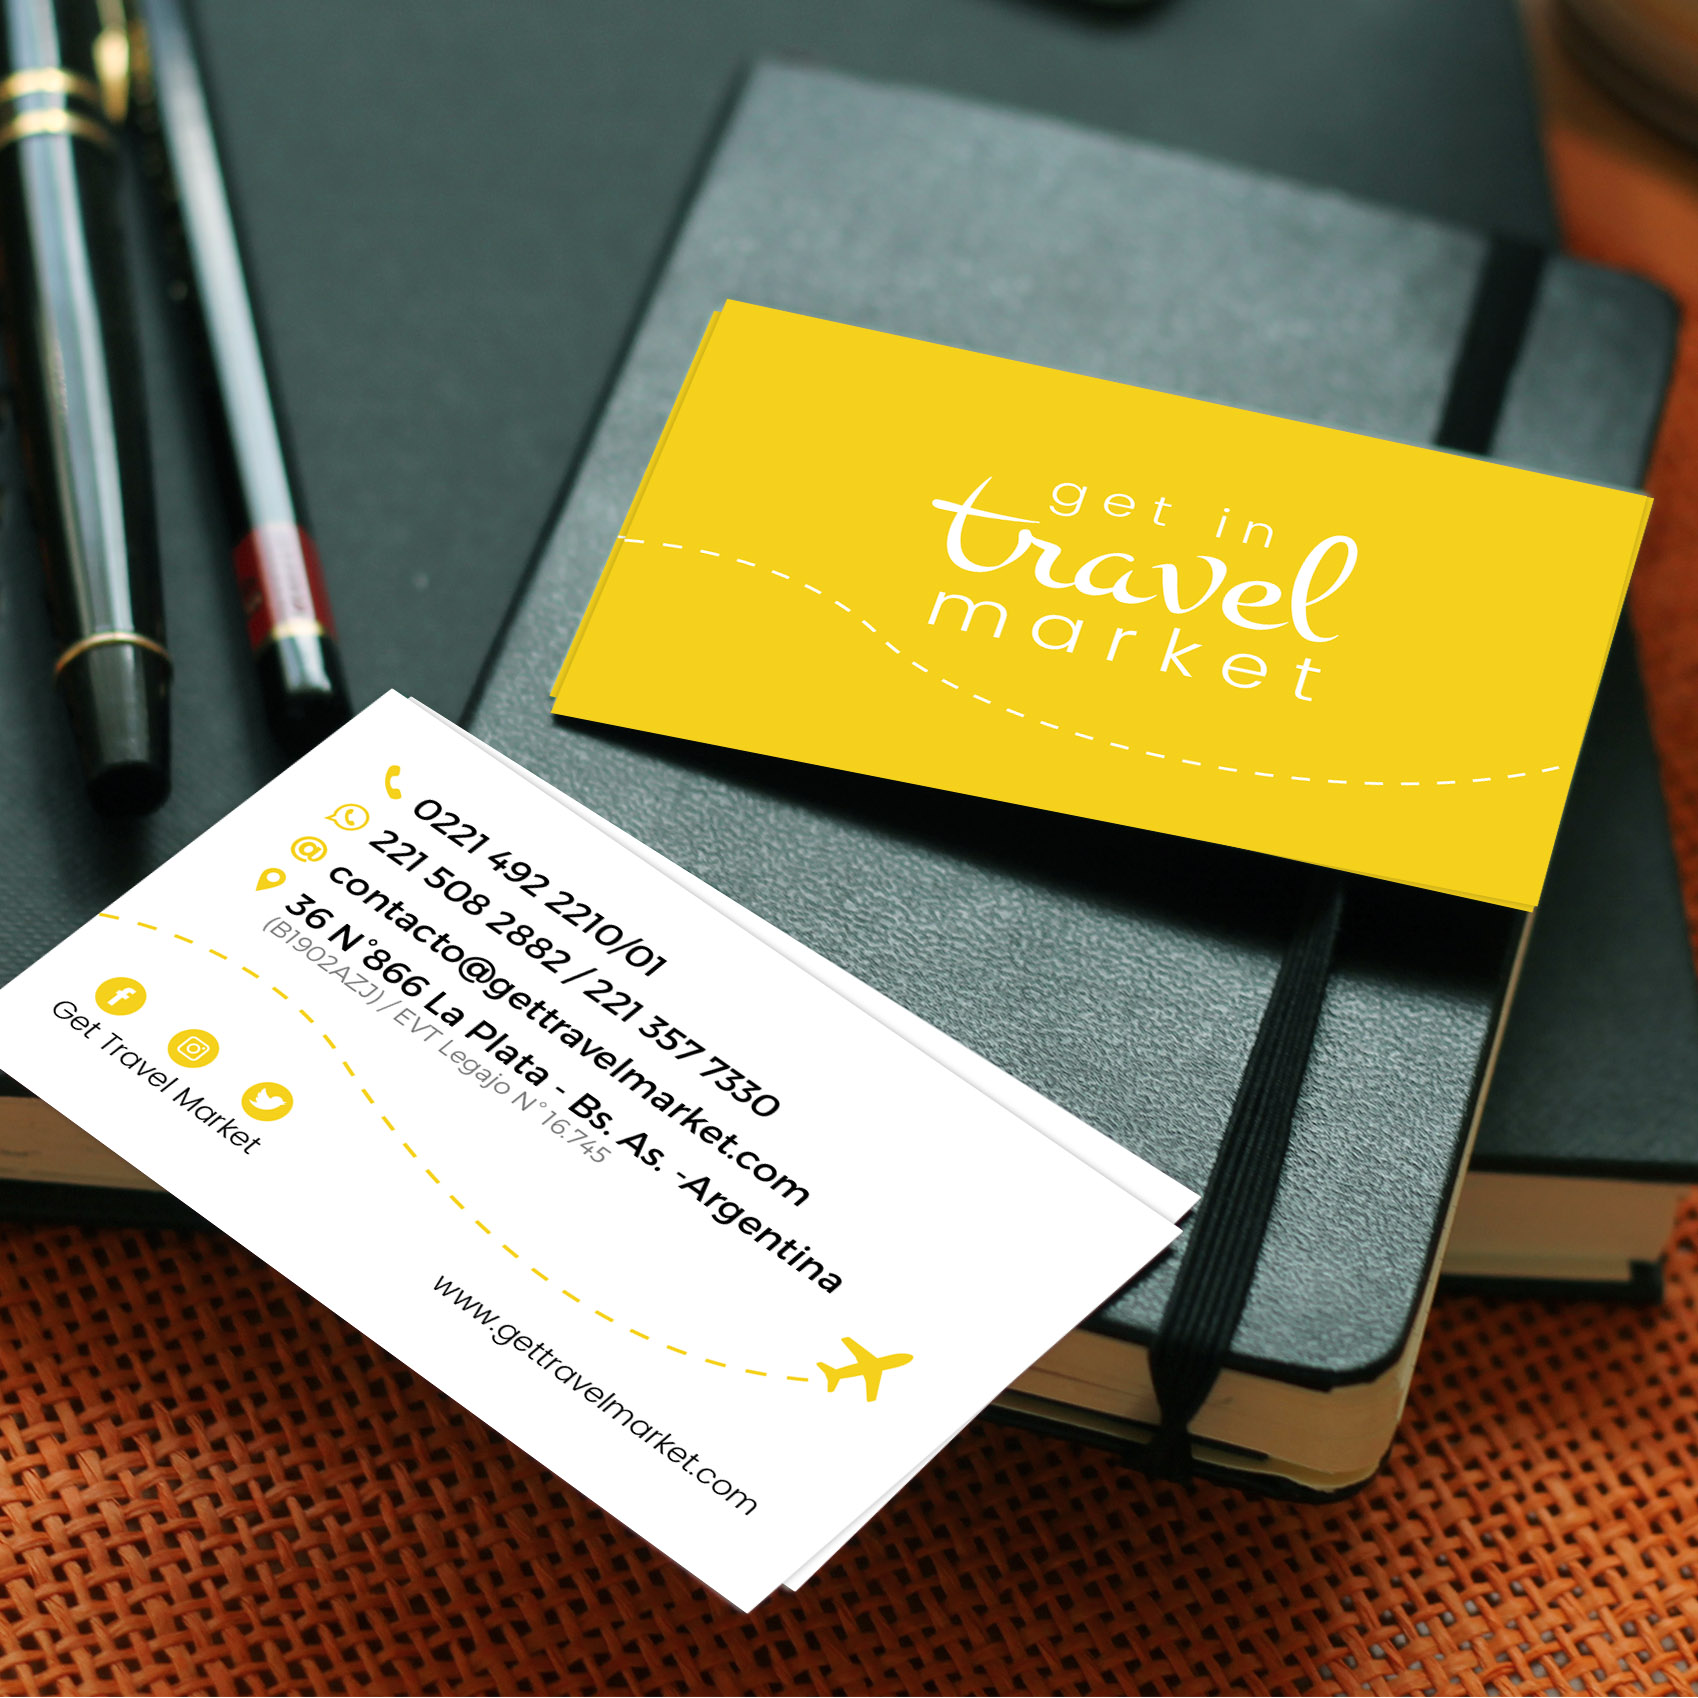 get in
travel
market
0221 492 2210/01
221 508 2882 / 221 357 7330
@ contacto@gettravelmarket.com
36 N°866 La Plata - Bs. As. -Argentina
(B1902AZJ) / EVT Legajo N° 16.745
Get Travel Market
www.gettravelmarket.com